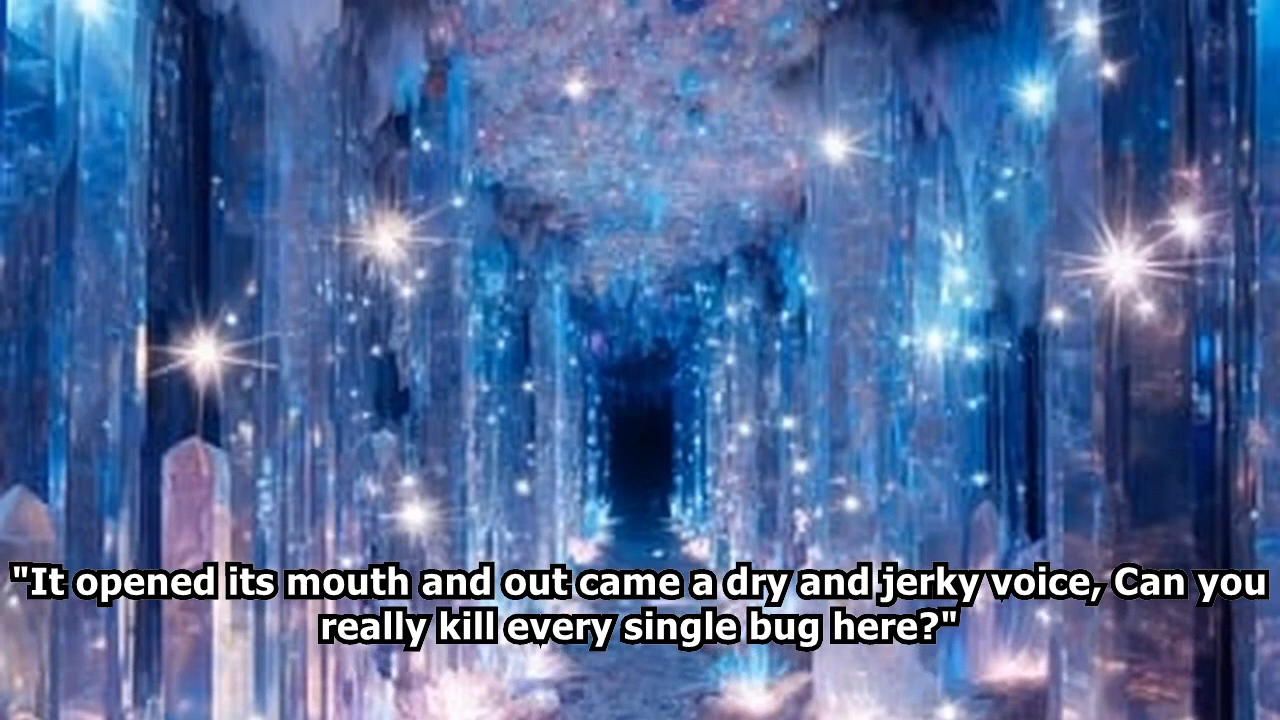 "It opened its mouth and out came a dry and jerky voice, Can you
really kill every single bug here?"